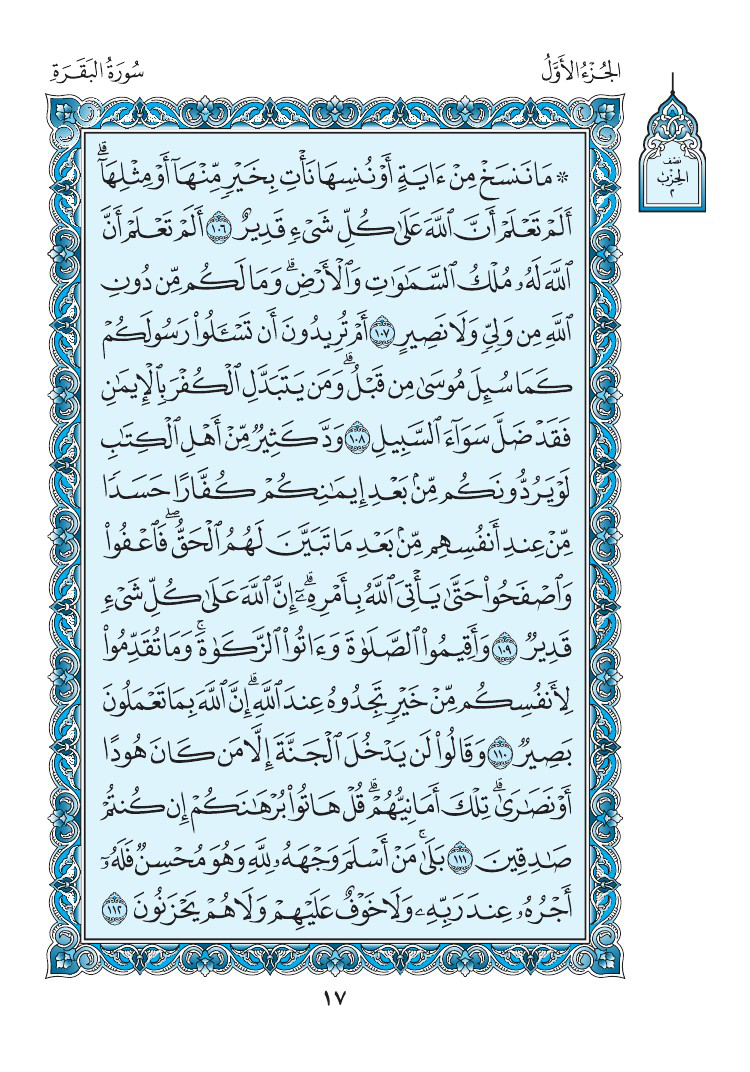 الجُزْءُ الأَوَّلُ
سُورَةُ البَقَرَةِ
نصف
الحِزب
٢
۞ مَا نَنسَخۡ مِنۡ ءَايَةٍ أَوۡ نُنسِهَا نَأۡتِ بِخَيۡرٖ مِّنۡهَآ أَوۡ مِثۡلِهَآۗ
أَلَمۡ تَعۡلَمۡ أَنَّ ٱللَّهَ عَلَىٰ كُلِّ شَيۡءٖ قَدِيرٌ ١٠٦ أَلَمۡ تَعۡلَمۡ أَنَّ
ٱللَّهَ لَهُۥ مُلۡكُ ٱلسَّمَٰوَٰتِ وَٱلۡأَرۡضِۗ وَمَا لَكُم مِّن دُونِ
ٱللَّهِ مِن وَلِيّٖ وَلَا نَصِيرٍ ١٠٧ أَمۡ تُرِيدُونَ أَن تَسۡـَٔلُواْ رَسُولَكُمۡ
كَمَا سُئِلَ مُوسَىٰ مِن قَبۡلُۗ وَمَن يَتَبَدَّلِ ٱلۡكُفۡرَ بِٱلۡإِيمَٰنِ
فَقَدۡ ضَلَّ سَوَآءَ ٱلسَّبِيلِ ١٠٨ وَدَّ كَثِيرٞ مِّنۡ أَهۡلِ ٱلۡكِتَٰبِ
لَوۡ يَرُدُّونَكُم مِّنۢ بَعۡدِ إِيمَٰنِكُمۡ كُفَّارًا حَسَدٗا
مِّنۡ عِندِ أَنفُسِهِم مِّنۢ بَعۡدِ مَا تَبَيَّنَ لَهُمُ ٱلۡحَقُّۖ فَٱعۡفُواْ
وَٱصۡفَحُواْ حَتَّىٰ يَأۡتِيَ ٱللَّهُ بِأَمۡرِهِۦٓۗ إِنَّ ٱللَّهَ عَلَىٰ كُلِّ شَيۡءٖ
قَدِيرٞ ١٠٩ وَأَقِيمُواْ ٱلصَّلَوٰةَ وَءَاتُواْ ٱلزَّكَوٰةَۚ وَمَا تُقَدِّمُواْ
لِأَنفُسِكُم مِّنۡ خَيۡرٖ تَجِدُوهُ عِندَ ٱللَّهِۗ إِنَّ ٱللَّهَ بِمَا تَعۡمَلُونَ
بَصِيرٞ ١١٠ وَقَالُواْ لَن يَدۡخُلَ ٱلۡجَنَّةَ إِلَّا مَن كَانَ هُودًا
أَوۡ نَصَٰرَىٰۗ تِلۡكَ أَمَانِيُّهُمۡۗ قُلۡ هَاتُواْ بُرۡهَٰنَكُمۡ إِن كُنتُمۡ
صَٰدِقِينَ ١١١ بَلَىٰۚ مَنۡ أَسۡلَمَ وَجۡهَهُۥ لِلَّهِ وَهُوَ مُحۡسِنٞ فَلَهُۥٓ
أَجۡرُهُۥ عِندَ رَبِّهِۦ وَلَا خَوۡفٌ عَلَيۡهِمۡ وَلَا هُمۡ يَحۡزَنُونَ ١١٢
١٧